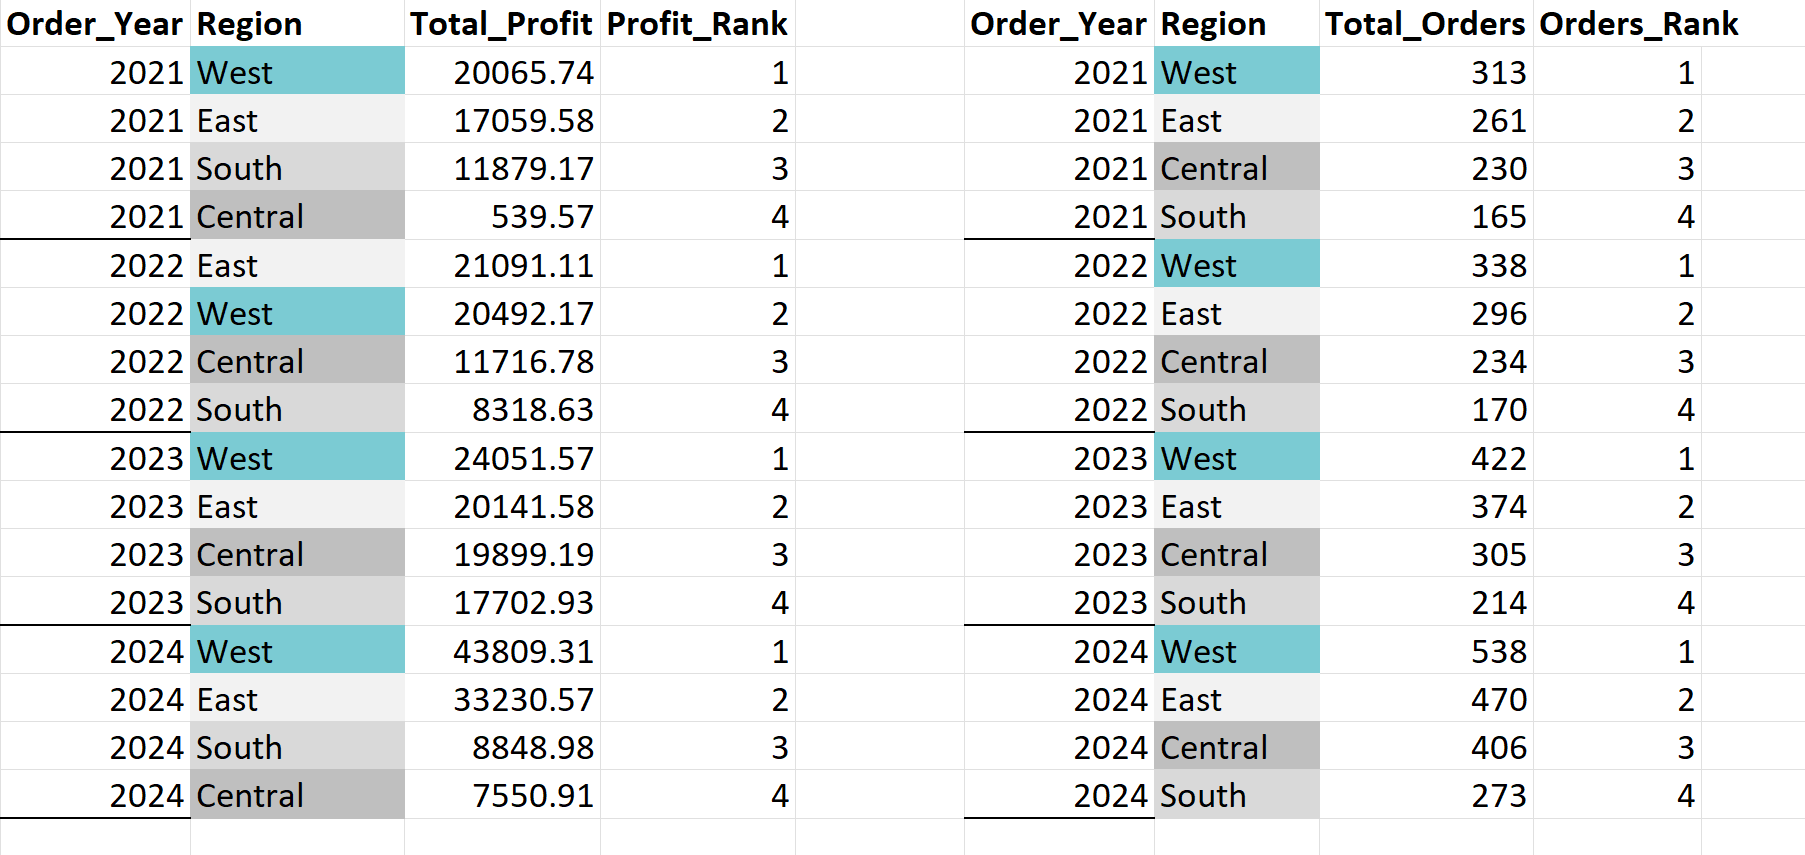 Order_Year Region Total_Profit Profit_Rank Order_Year Region Total_Orders Orders_Rank
2021 West 20065.74 1 2021 West 313 1
2021 East 17059.58 2 2021 East 261 2
2021 South 11879.17 3 2021 Central 230 3
2021 Central 539.57 4 2021 South 165 4
2022 East 21091.11 1 2022 West 338 1
2022 West 20492.17 2 2022 East 296 2
2022 Central 11716.78 3 2022 Central 234 3
2022 South 8318.63 4 2022 South 170 4
2023 West 24051.57 1 2023 West 422 1
2023 East 20141.58 2 2023 East 374 2
2023 Central 19899.19 3 2023 Central 305 3
2023 South 17702.93 4 2023 South 214 4
2024 West 43809.31 1 2024 West 538 1
2024 East 33230.57 2 2024 East 470 2
2024 South 8848.98 3 2024 Central 406 3
2024 Central 7550.91 4 2024 South 273 4